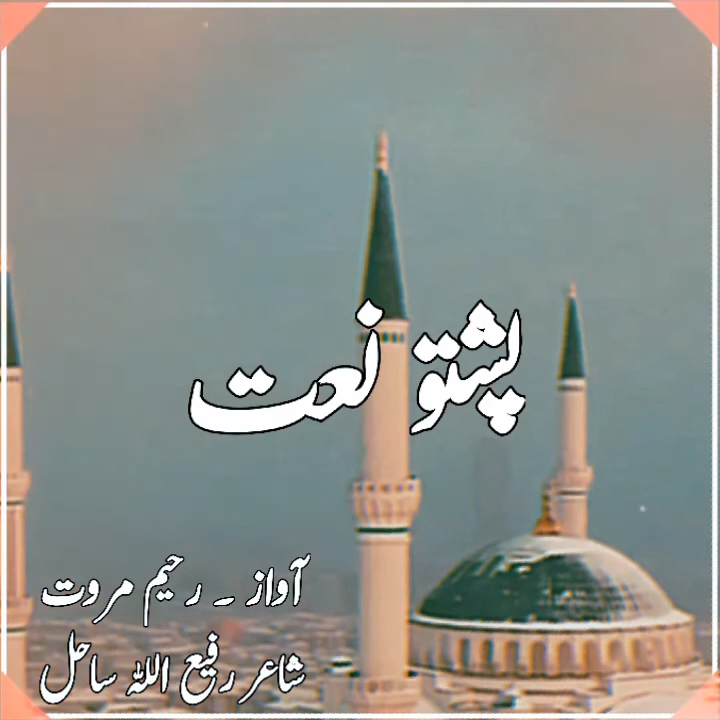 پشتو نعت
آواز ۔ رحیم مروت
شاعر رفیع اللہ ساحل